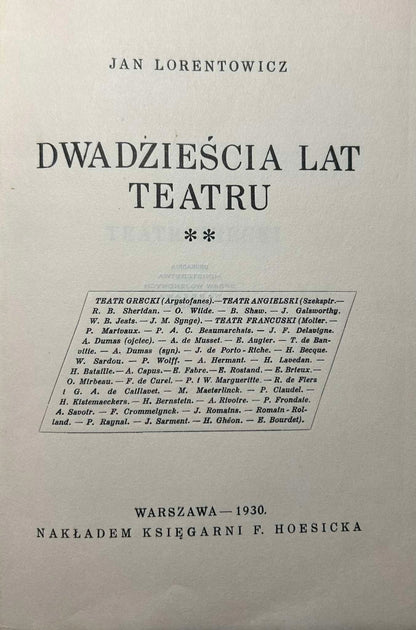 JAN LORENTOWICZ
DWADZIEŚCIA LAT
TEATRU
**
TEATR GRECKI (Arystofanes).—TEATR ANGIELSKI (Szekspir.—
R. B. Sheridan. — O. Wilde. — B. Shaw. — J. Galsworthy.
W. B. Jeats. — J. M. Synge). — TEATR FRANCUSKI (Molier. —
P. Marivaux. — P. A. C. Beaumarchais. — J. F. Delavigne.
A. Dumas (ojciec). — A. de Musset. — E. Augier. — T. de Ban-
ville. — A. Dumas (syn). — J. de Porto-Riche. — H. Becque.
W. Sardou. — P. Wolff. — A. Hermant. — H. Lavedan. —
H. Bataille. — A. Capus. — E. Fabre. — E. Rostand. — E. Brieux. —
O. Mirbeau. — F. de Curel. — P. i W. Margueritte. — R. de Flers
i G. A. de Caillavet. — M. Maeterlinck. — P. Claudel. —
H. Kistemaeckers. — H. Bernstein. — A. Rivoire. — P. Frondaie.
A. Savoir. — F. Crommelynck. — J. Romains. — Romain-Rol-
land. — P. Raynal. — J. Sarment. — H. Ghéon. — E. Bourdet).
WARSZAWA — 1930.
NAKŁADEM KSIĘGARNI F. HOESICKA